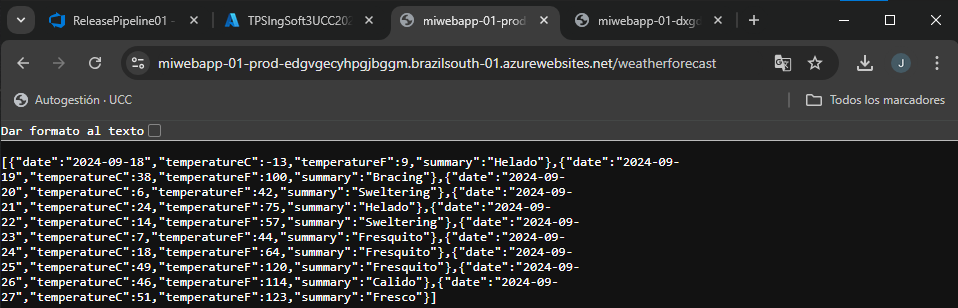 ReleasePipeline01 -
TPSIngSoft3UCC202
miwebapp-01-prod
miwebapp-01-dxgd
miwebapp-01-prod-edgvgecyhpgjbggm.brazilsouth-01.azurewebsites.net/weatherforecast
J
Autogestión · UCC
Todos los marcadores
Dar formato al texto
[{"date":"2024-09-18","temperatureC":-13,"temperatureF":9,"summary":"Helado"},{"date":"2024-09-
19","temperatureC":38,"temperatureF":100,"summary":"Bracing"},{"date":"2024-09-
20","temperatureC":6,"temperatureF":42,"summary":"Sweltering"},{"date":"2024-09-
21","temperatureC":24,"temperatureF":75,"summary":"Helado"},{"date":"2024-09-
22","temperatureC":14,"temperatureF":57,"summary":"Sweltering"},{"date":"2024-09-
23","temperatureC":7,"temperatureF":44,"summary":"Fresquito"},{"date":"2024-09-
24","temperatureC":18,"temperatureF":64,"summary":"Fresquito"},{"date":"2024-09-
25","temperatureC":49,"temperatureF":120,"summary":"Fresquito"},{"date":"2024-09-
26","temperatureC":46,"temperatureF":114,"summary":"Calido"},{"date":"2024-09-
27","temperatureC":51,"temperatureF":123,"summary":"Fresco"}]